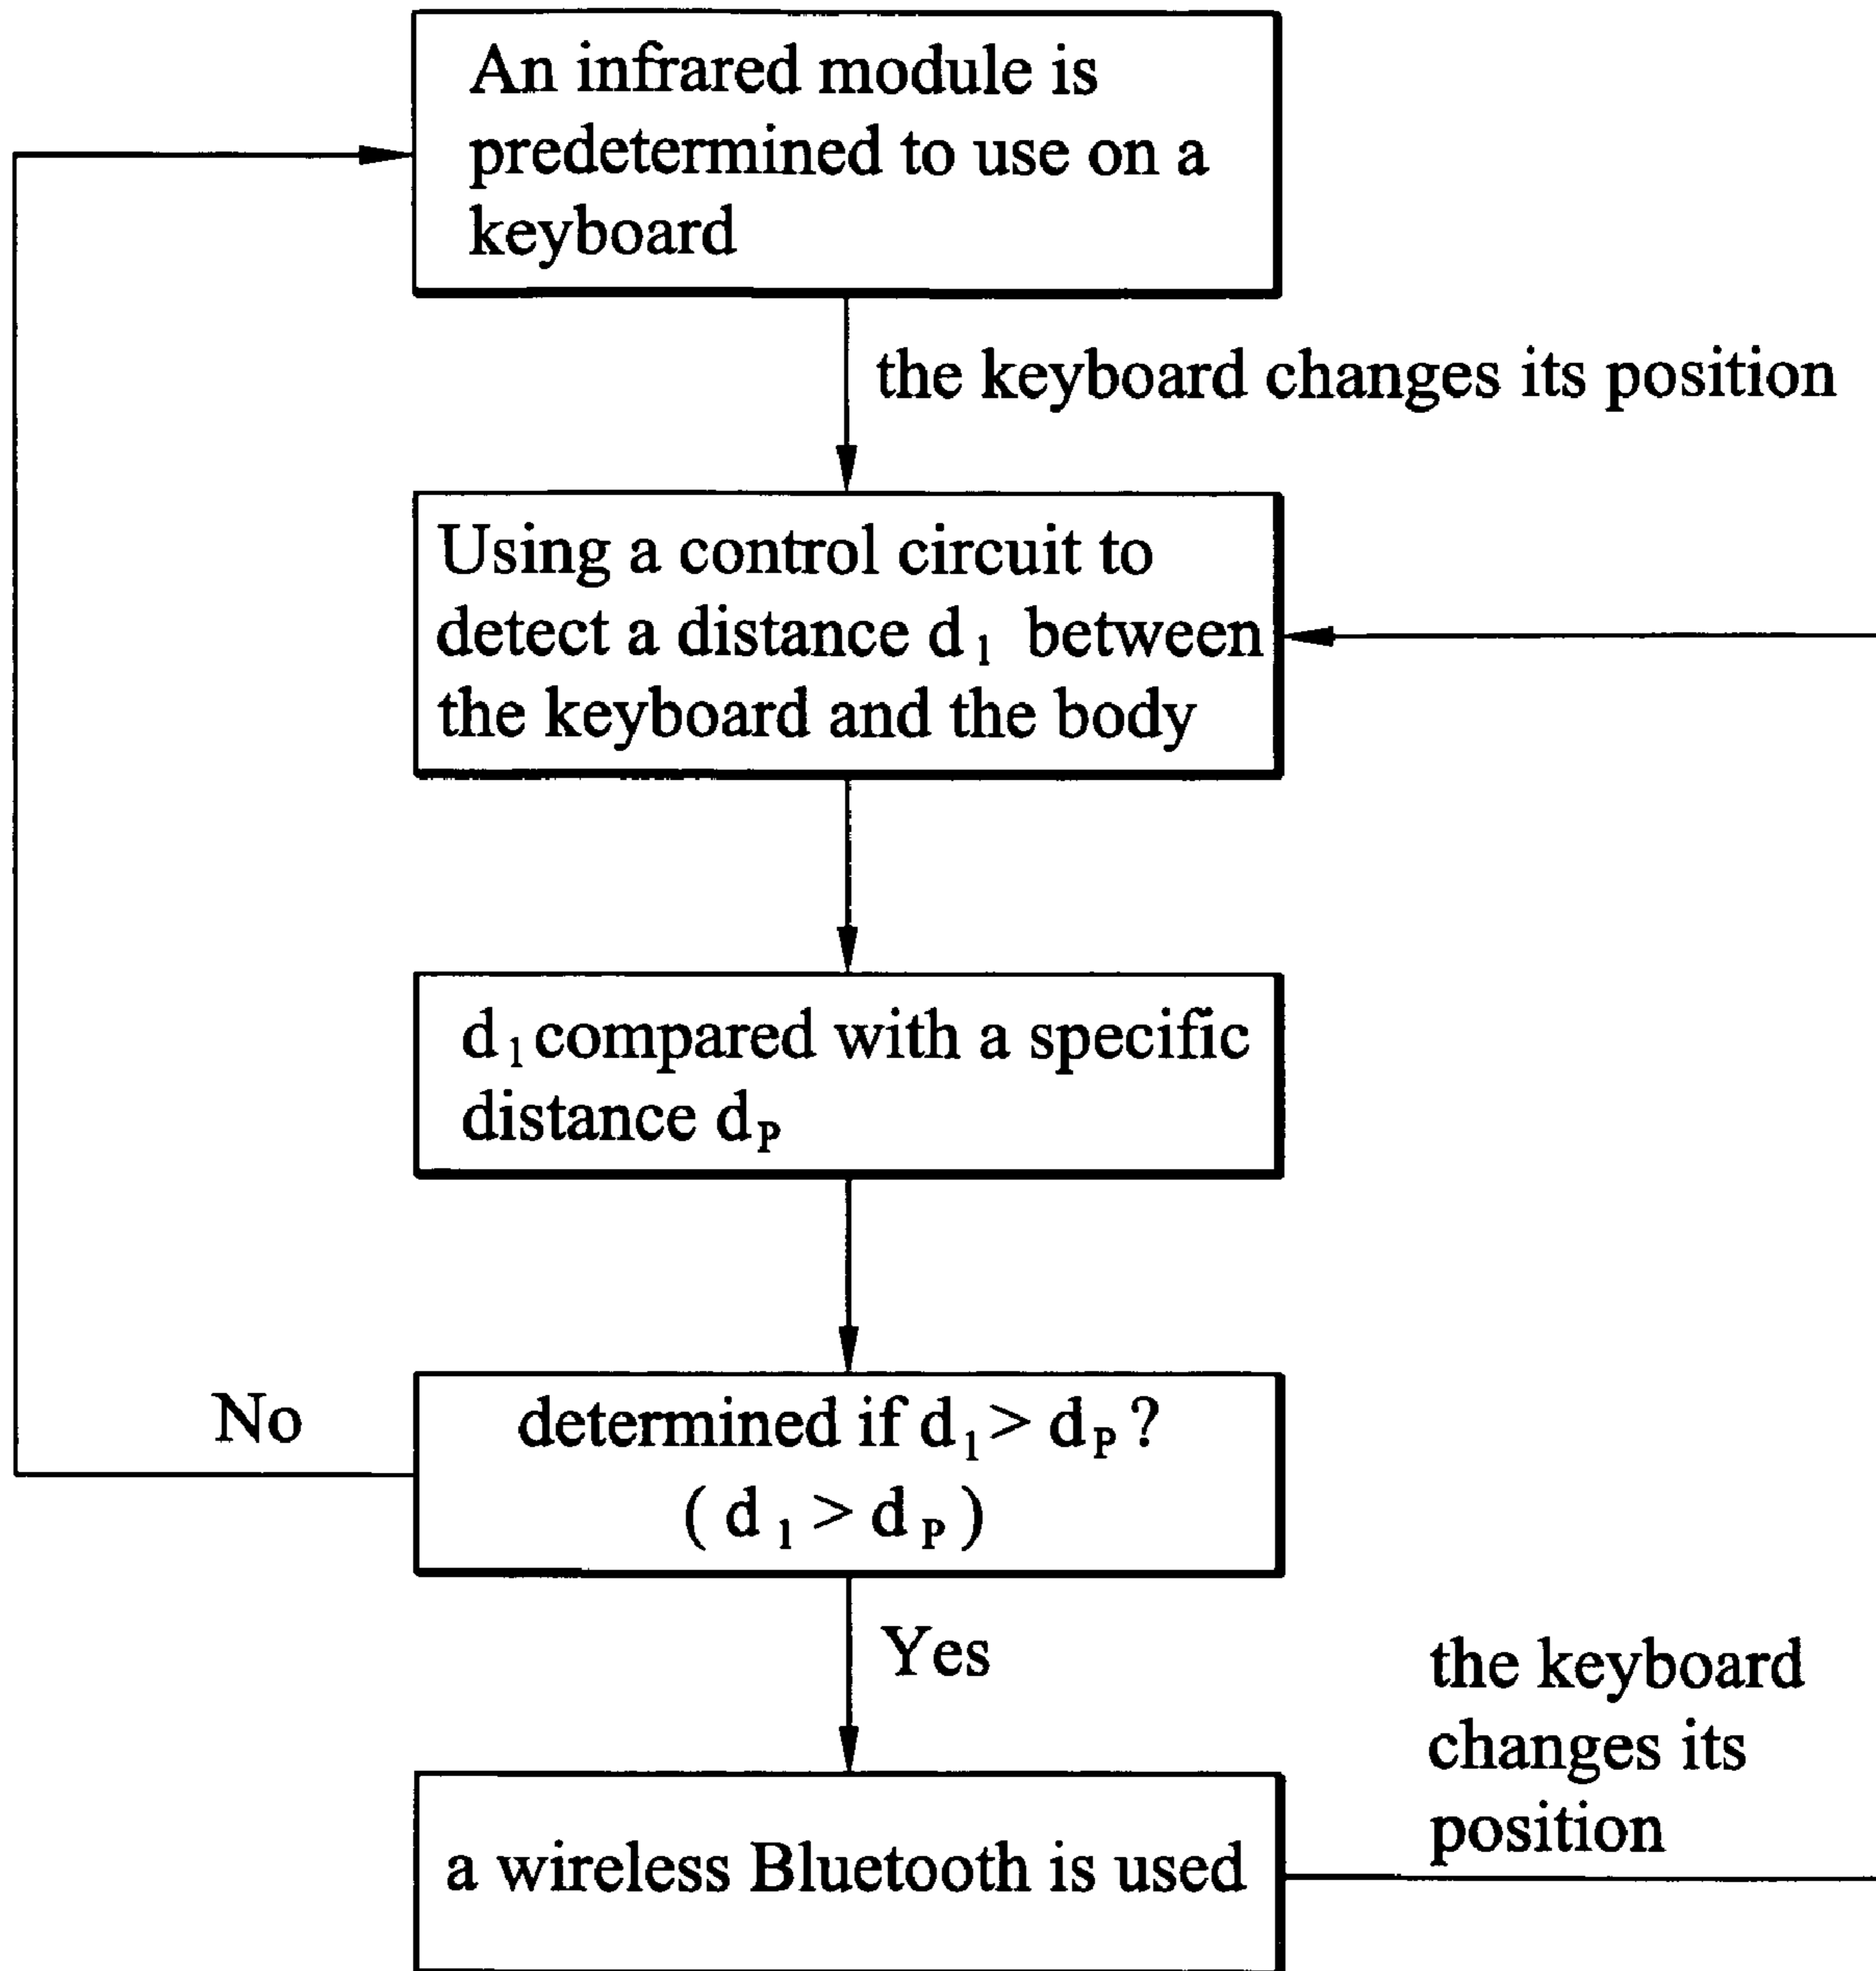 An infrared module is
predetermined to use on a
keyboard
the keyboard changes its position
Using a control circuit to
detect a distance d₁ between
the keyboard and the body
d₁ compared with a specific
distance dₚ
No
determined if d₁ > dₚ ?
( d₁ > dₚ )
Yes
the keyboard
changes its
position
a wireless Bluetooth is used